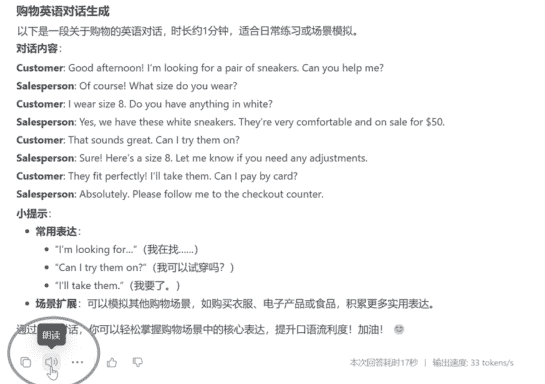 购物英语对话生成
以下是一段关于购物的英语对话，时长约1分钟，适合日常练习或场景模拟。
对话内容：
Customer: Good afternoon! I'm looking for a pair of sneakers. Can you help me?
Salesperson: Of course! What size do you wear?
Customer: I wear size 8. Do you have anything in white?
Salesperson: Yes, we have these white sneakers. They're very comfortable and on sale for $50.
Customer: That sounds great. Can I try them on?
Salesperson: Sure! Here's a size 8. Let me know if you need any adjustments.
Customer: They fit perfectly! I'll take them. Can I pay by card?
Salesperson: Absolutely. Please follow me to the checkout counter.
小提示：
• 常用表达：
• "I'm looking for..."（我在找……）
• "Can I try them on?"（我可以试穿吗？）
• "I'll take them."（我要了。）
• 场景扩展：可以模拟其他购物场景，如购买衣服、电子产品或食品，积累更多实用表达。
通过 对话，你可以轻松掌握购物场景中的核心表达，提升口语流利度！加油！ 😊
朗读
本次回答耗时17秒 | 输出速度: 33 tokens/s